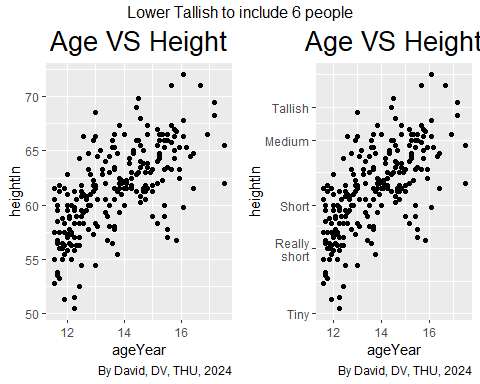 Lower Tallish to include 6 people
Age VS Height
heightIn
70
65
60
55
50
12
14
16
ageYear
By David, DV, THU, 2024
Age VS Height
heightIn
Tallish
Medium
Short
Really
short
Tiny
12
14
16
ageYear
By David, DV, THU, 2024